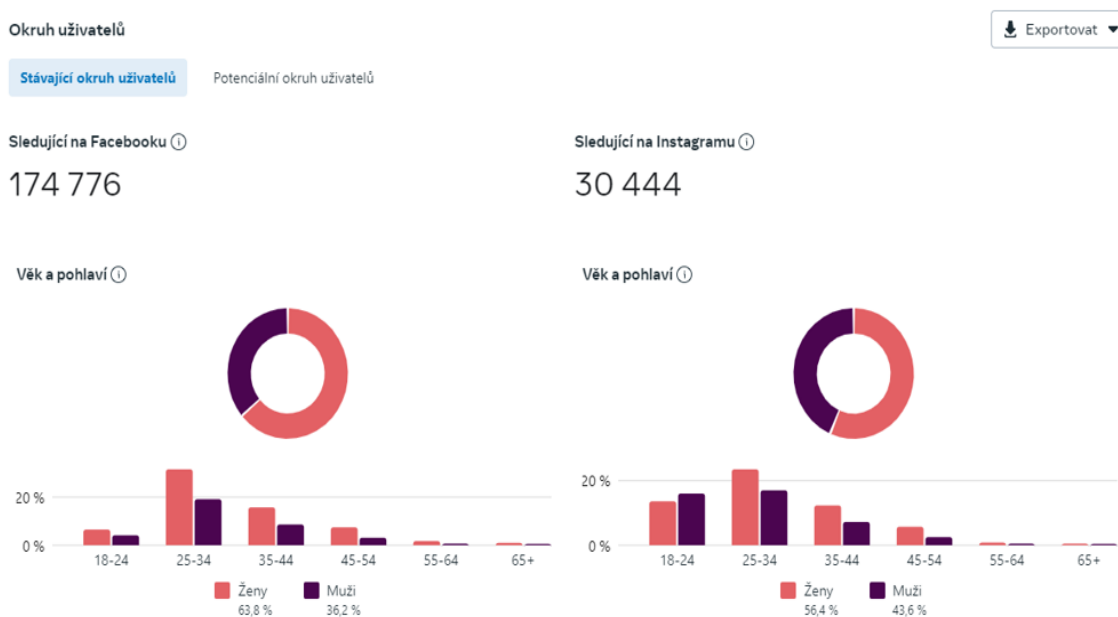 Okruh uživatelů
Exportovat
Stávající okruh uživatelů
Potenciální okruh uživatelů
Sledující na Facebooku
174 776
Věk a pohlaví
20 %
0 %
18-24 25-34 35-44 45-54 55-64 65+
Ženy Muži
63,8 % 36,2 %
Sledující na Instagramu
30 444
Věk a pohlaví
20 %
0 %
18-24 25-34 35-44 45-54 55-64 65+
Ženy Muži
56,4 % 43,6 %